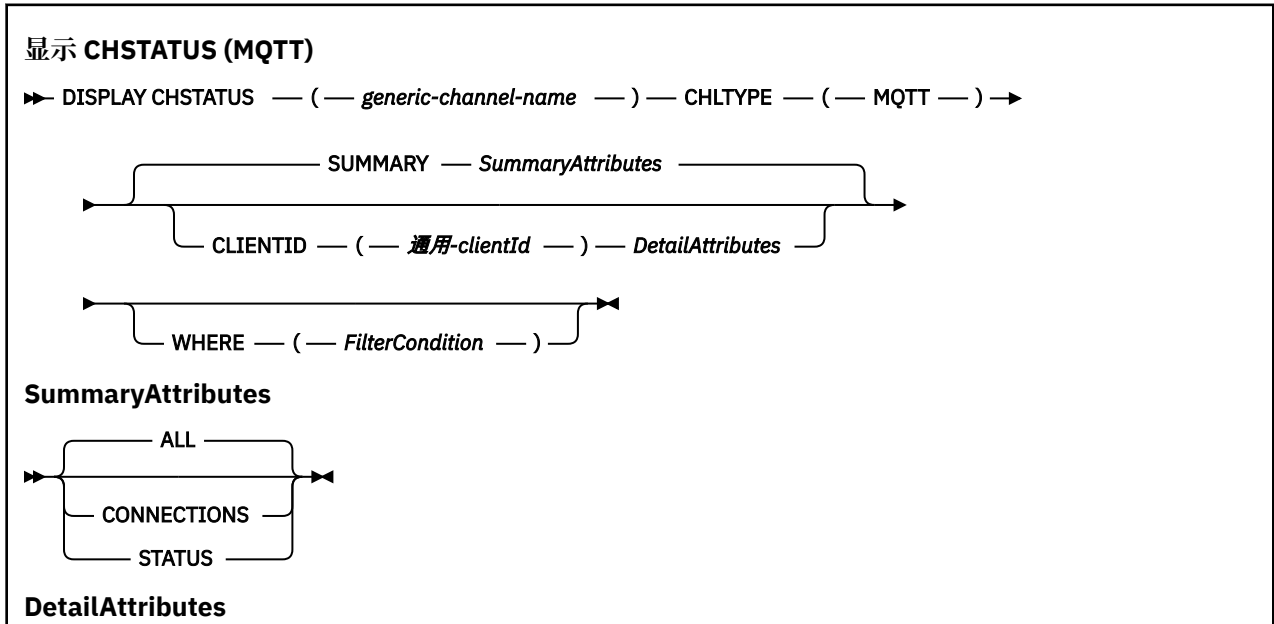 显示 CHSTATUS (MQTT)
DISPLAY CHSTATUS ( generic-channel-name ) CHLTYPE ( MQTT )
SUMMARY SummaryAttributes
CLIENTID ( 通用-clientId ) DetailAttributes
WHERE ( FilterCondition )
SummaryAttributes
ALL
CONNECTIONS
STATUS
DetailAttributes